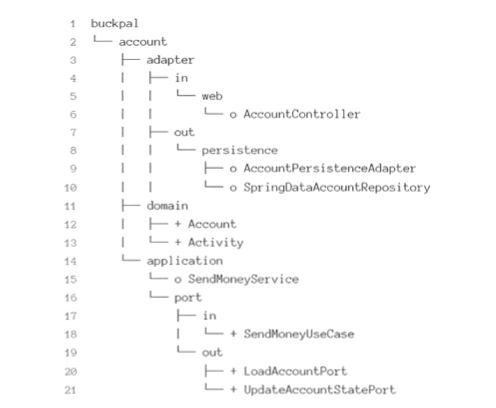 1 buckpal
2 └── account
3     ├── adapter
4     |   ├── in
5     |   |   └── web
6     |   |       └── o AccountController
7     |   ├── out
8     |   |   └── persistence
9     |   |       ├── o AccountPersistenceAdapter
10    |   |       └── o SpringDataAccountRepository
11    ├── domain
12    |   ├── + Account
13    |   └── + Activity
14    └── application
15        └── o SendMoneyService
16        └── port
17            ├── in
18            |   └── + SendMoneyUseCase
19            └── out
20                ├── + LoadAccountPort
21                └── + UpdateAccountStatePort